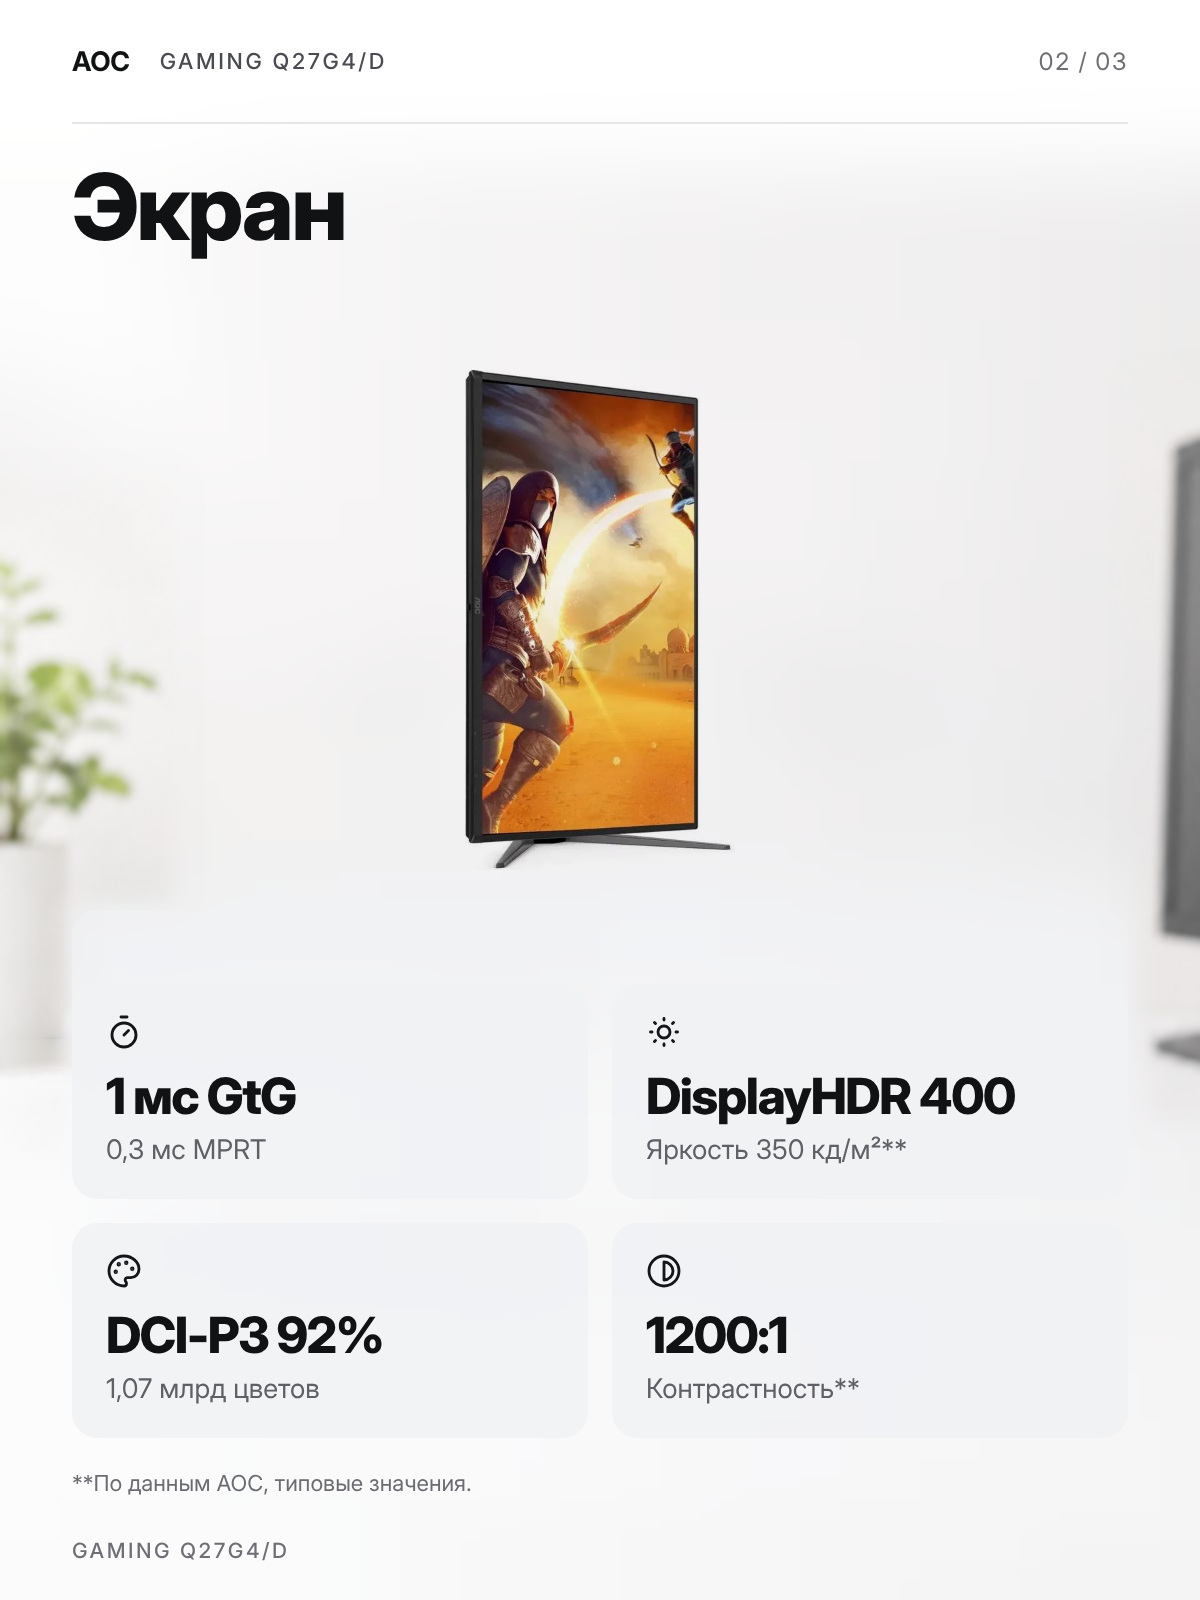 AOC GAMING Q27G4/D 02 / 03
Экран
1 мс GtG
0,3 мс MPRT
DisplayHDR 400
Яркость 350 кд/м²**
DCI-P3 92%
1,07 млрд цветов
1200:1
Контрастность**
**По данным AOC, типовые значения.
GAMING Q27G4/D